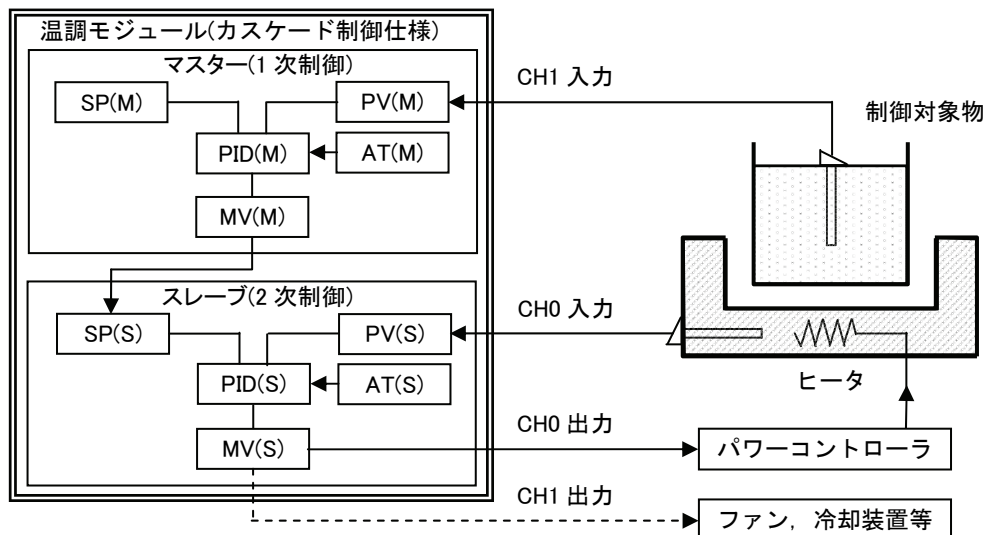 温調モジュール(カスケード制御仕様)
マスター(1 次制御)
SP(M)
PV(M)
PID(M)
AT(M)
MV(M)
スレーブ(2 次制御)
SP(S)
PV(S)
PID(S)
AT(S)
MV(S)
CH1 入力
制御対象物
CH0 入力
ヒータ
CH0 出力
パワーコントローラ
CH1 出力
ファン，冷却装置等